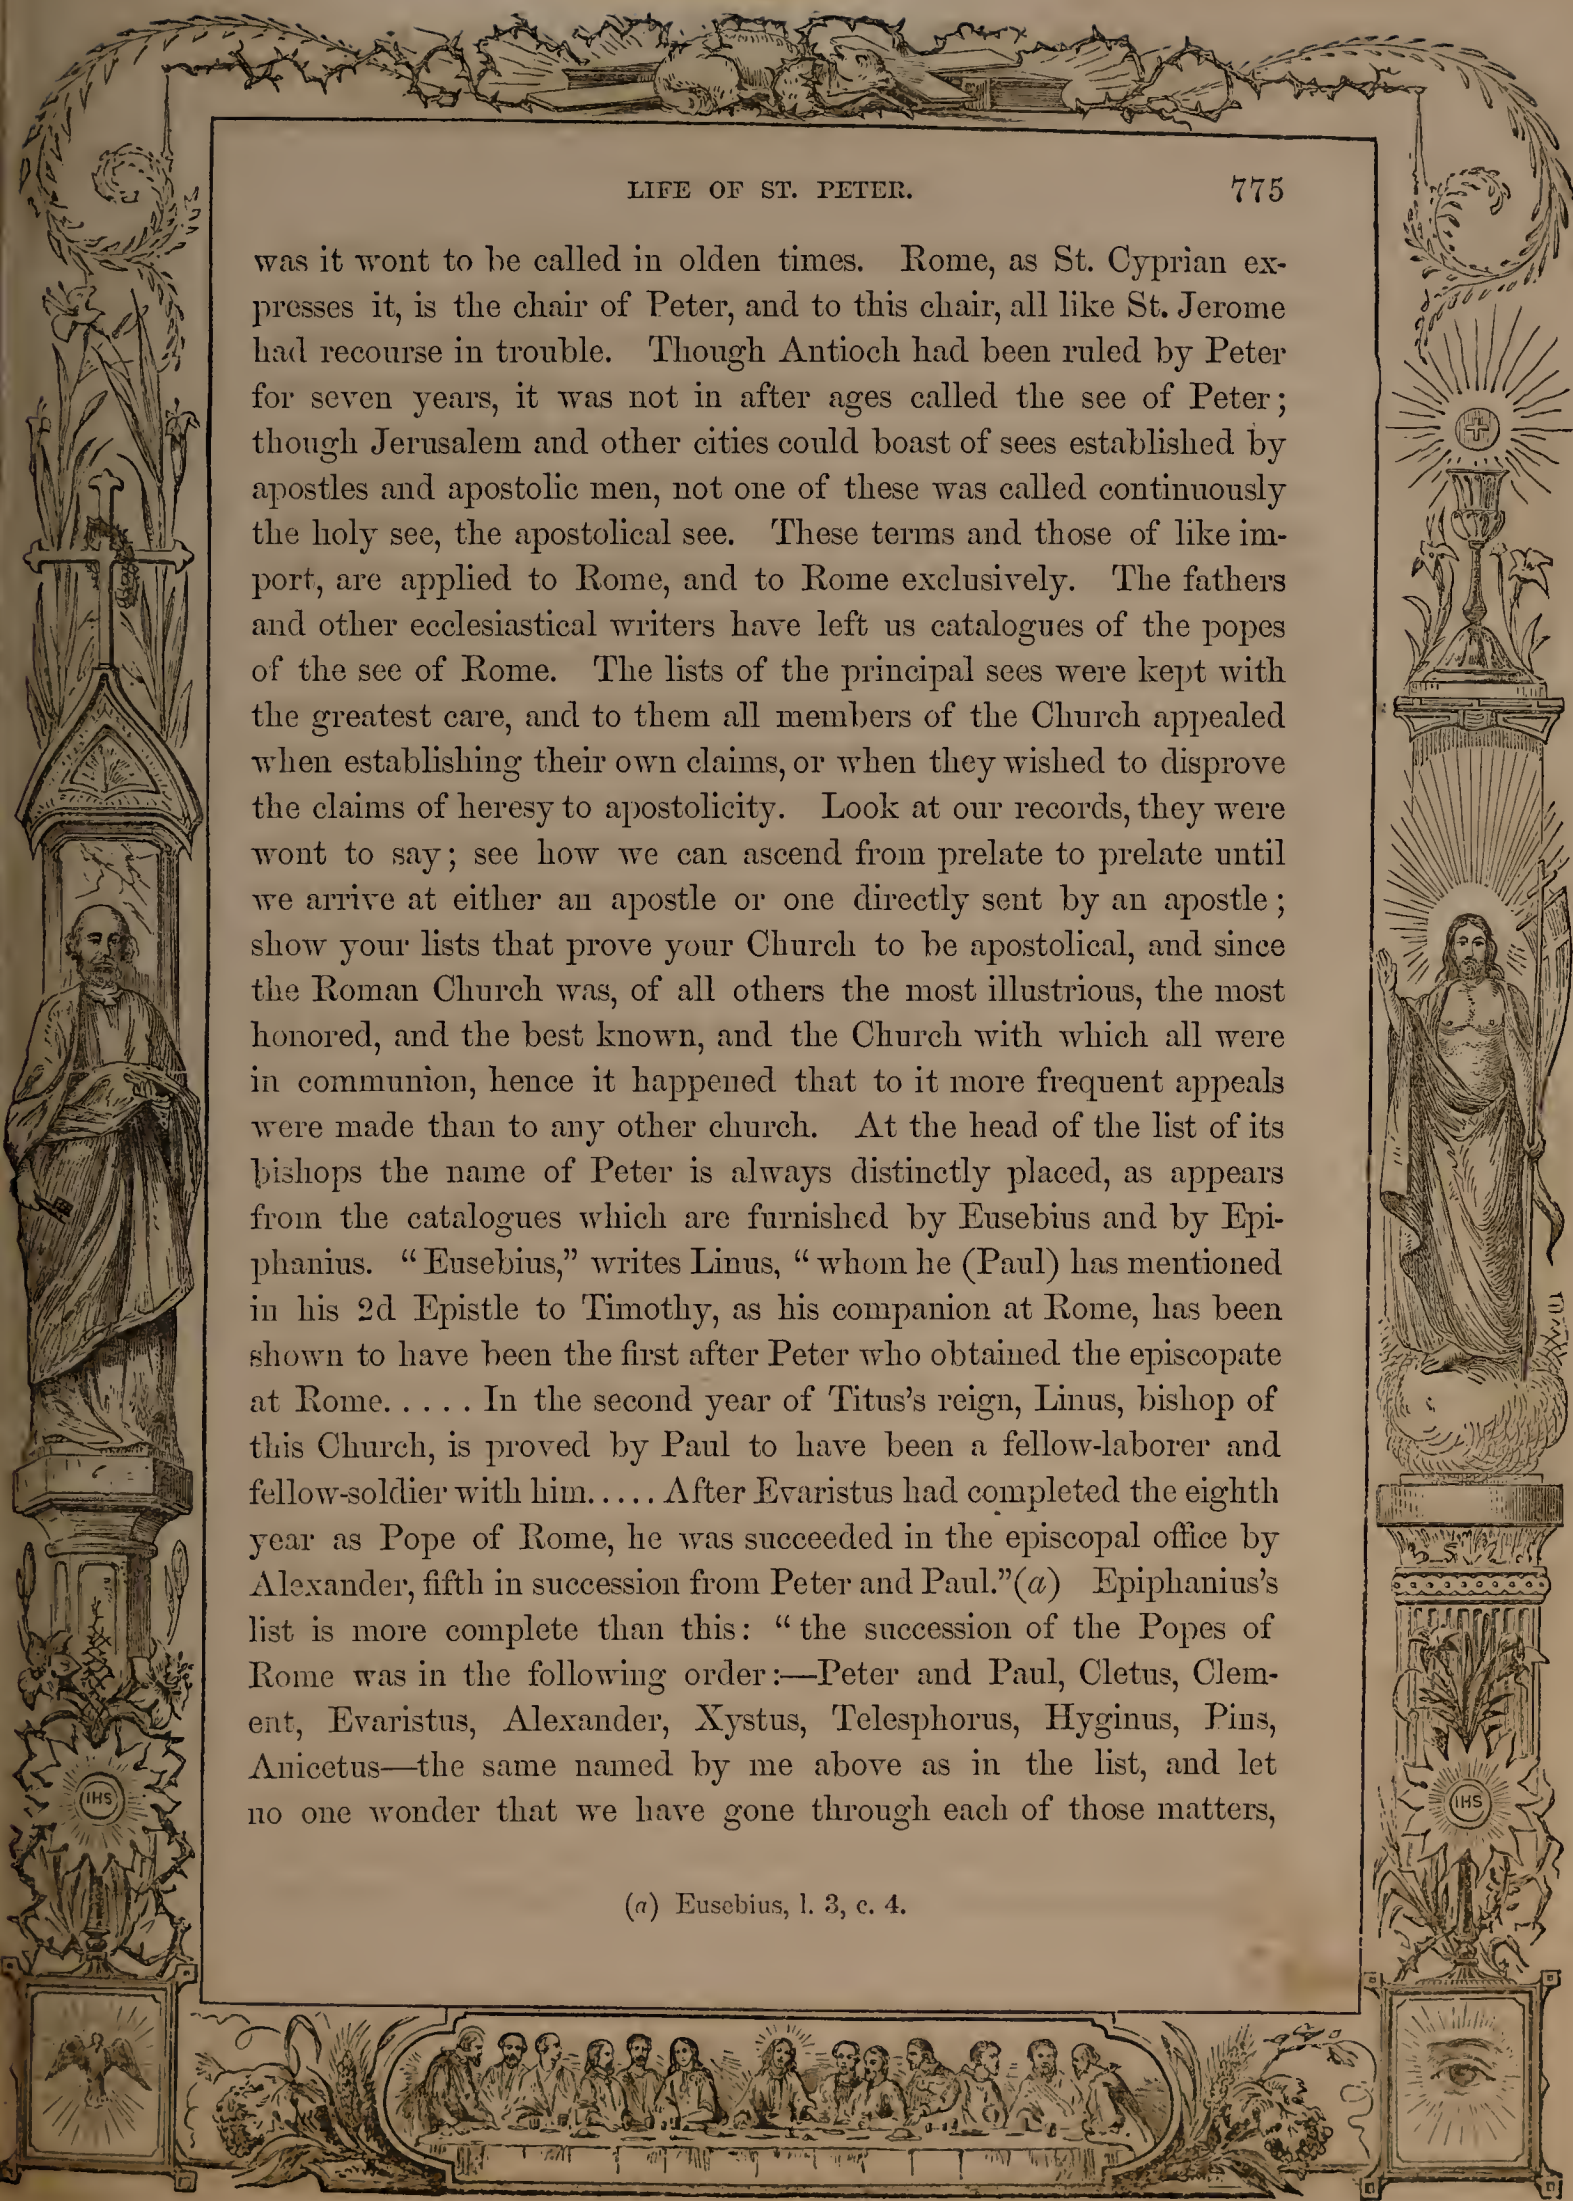 LIFE OF ST. PETER. 775
was it wont to be called in olden times. Rome, as St. Cyprian ex-
presses it, is the chair of Peter, and to this chair, all like St. Jerome
had recourse in trouble. Though Antioch had been ruled by Peter
for seven years, it was not in after ages called the see of Peter;
though Jerusalem and other cities could boast of sees established by
apostles and apostolic men, not one of these was called continuously
the holy see, the apostolical see. These terms and those of like im-
port, are applied to Rome, and to Rome exclusively. The fathers
and other ecclesiastical writers have left us catalogues of the popes
of the see of Rome. The lists of the principal sees were kept with
the greatest care, and to them all members of the Church appealed
when establishing their own claims, or when they wished to disprove
the claims of heresy to apostolicity. Look at our records, they were
wont to say; see how we can ascend from prelate to prelate until
we arrive at either an apostle or one directly sent by an apostle;
show your lists that prove your Church to be apostolical, and since
the Roman Church was, of all others the most illustrious, the most
honored, and the best known, and the Church with which all were
in communion, hence it happened that to it more frequent appeals
were made than to any other church. At the head of the list of its
bishops the name of Peter is always distinctly placed, as appears
from the catalogues which are furnished by Eusebius and by Epi-
phanius. "Eusebius," writes Linus, "whom he (Paul) has mentioned
in his 2d Epistle to Timothy, as his companion at Rome, has been
shown to have been the first after Peter who obtained the episcopate
at Rome. . . . . In the second year of Titus's reign, Linus, bishop of
this Church, is proved by Paul to have been a fellow-laborer and
fellow-soldier with him. . . . . After Evaristus had completed the eighth
year as Pope of Rome, he was succeeded in the episcopal office by
Alexander, fifth in succession from Peter and Paul."(a) Epiphanius's
list is more complete than this: "the succession of the Popes of
Rome was in the following order:—Peter and Paul, Cletus, Clem-
ent, Evaristus, Alexander, Xystus, Telesphorus, Hyginus, Pius,
Anicetus—the same named by me above as in the list, and let
no one wonder that we have gone through each of those matters,
(a) Eusebius, l. 3, c. 4.
IHS
IHS